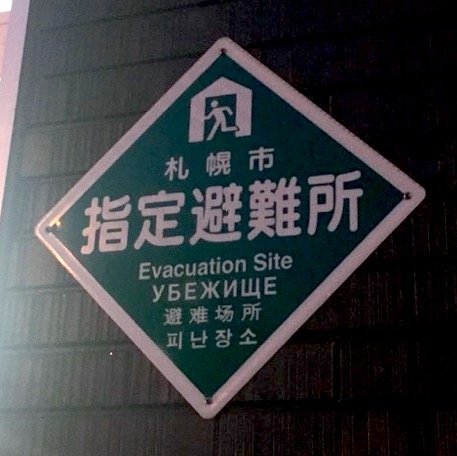 札幌市
指定避難所
Evacuation Site
УБЕЖИЩЕ
避难场所
피난장소